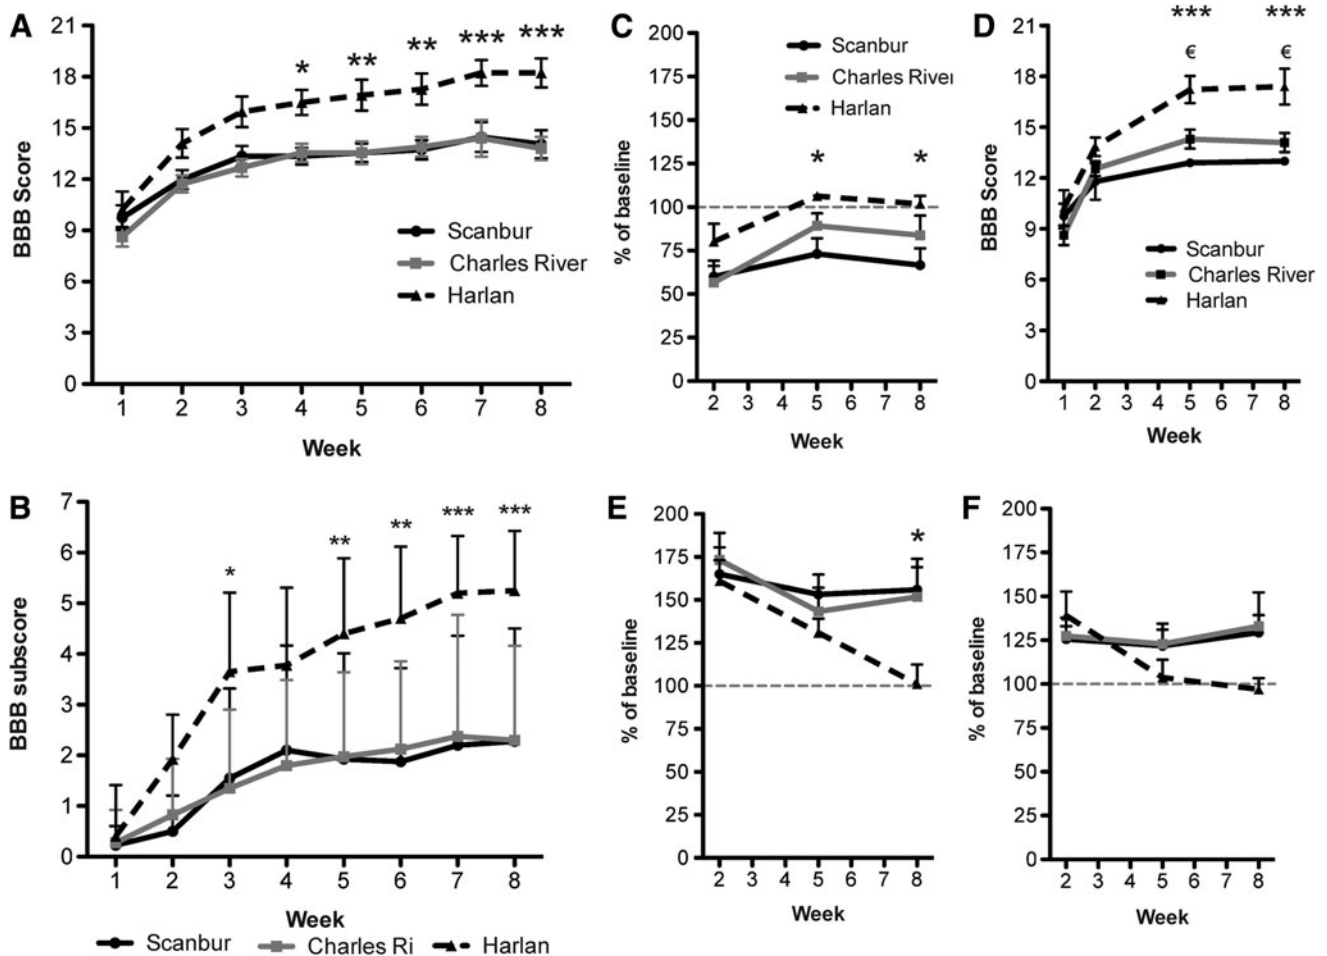 A
21
18
15
12
9
6
3
0
BBB Score
* ** ** *** ***
Scanbur
Charles River
Harlan
1 2 3 4 5 6 7 8
Week
C
200
175
150
125
100
75
50
25
0
% of baseline
Scanbur
Charles River
Harlan
* *
2 3 4 5 6 7 8
Week
D
21
18
15
12
9
6
3
0
BBB Score
*** ***
€ €
Scanbur
Charles River
Harlan
1 2 3 4 5 6 7 8
Week
B
7
6
5
4
3
2
1
0
BBB subscore
* ** ** *** ***
1 2 3 4 5 6 7 8
Week
Scanbur Charles Ri Harlan
E
200
175
150
125
100
75
50
25
0
% of baseline
*
2 3 4 5 6 7 8
Week
F
200
175
150
125
100
75
50
25
0
% of baseline
2 3 4 5 6 7 8
Week